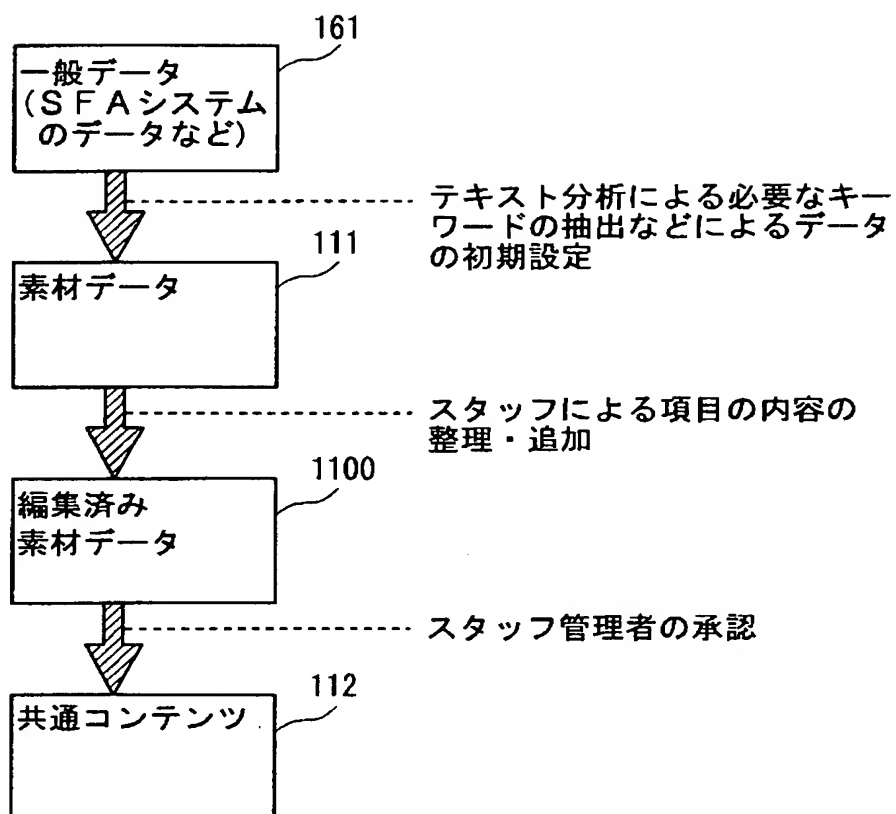 161
一般データ
(SFAシステム
のデータなど)
テキスト分析による必要なキー
ワードの抽出などによるデータ
の初期設定
111
素材データ
スタッフによる項目の内容の
整理・追加
1100
編集済み
素材データ
スタッフ管理者の承認
112
共通コンテンツ